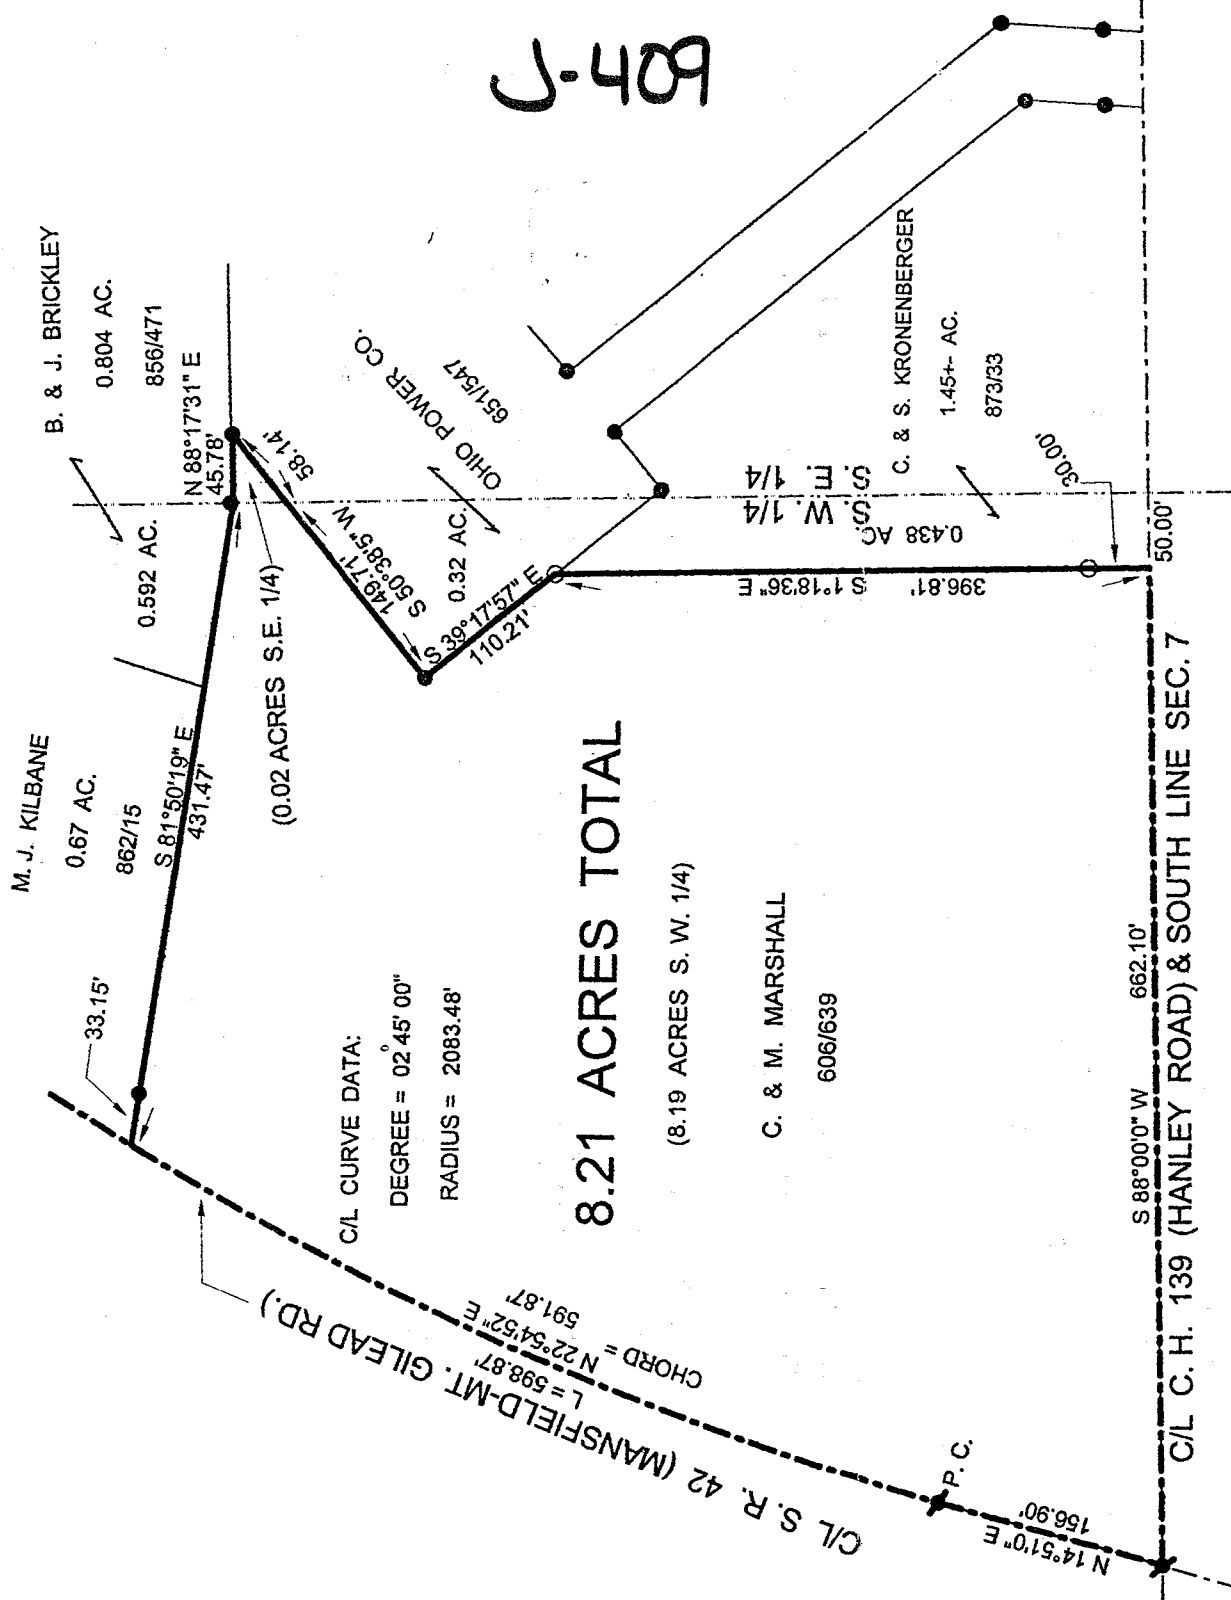 J-409
B. & J. BRICKLEY
0.804 AC.
856/471
N 88°17'31" E
45.78'
0.592 AC.
M. J. KILBANE
0.67 AC.
862/15
S 81°50'19" E
431.47'
33.15'
(0.02 ACRES S.E. 1/4)
58.14'
149.71'
S 50°38'5" W
OHIO POWER CO.
651/547
0.32 AC.
S 39°17'57" E
110.21'
S. E. 1/4
S. W. 1/4
C. & S. KRONENBERGER
1.45+- AC.
873/33
0.438 AC.
30.00'
50.00'
S 1°18'36" E
396.81'
C/L CURVE DATA:
DEGREE = 02°45' 00"
RADIUS = 2083.48'
8.21 ACRES TOTAL
(8.19 ACRES S. W. 1/4)
C. & M. MARSHALL
606/639
C/L S. R. 42 (MANSFIELD-MT. GILEAD RD.)
L = 598.87'
CHORD = N 22°54'52" E
591.87'
P. C.
N 14°51'0" E
156.90'
S 88°00'0" W 662.10'
C/L C. H. 139 (HANLEY ROAD) & SOUTH LINE SEC. 7